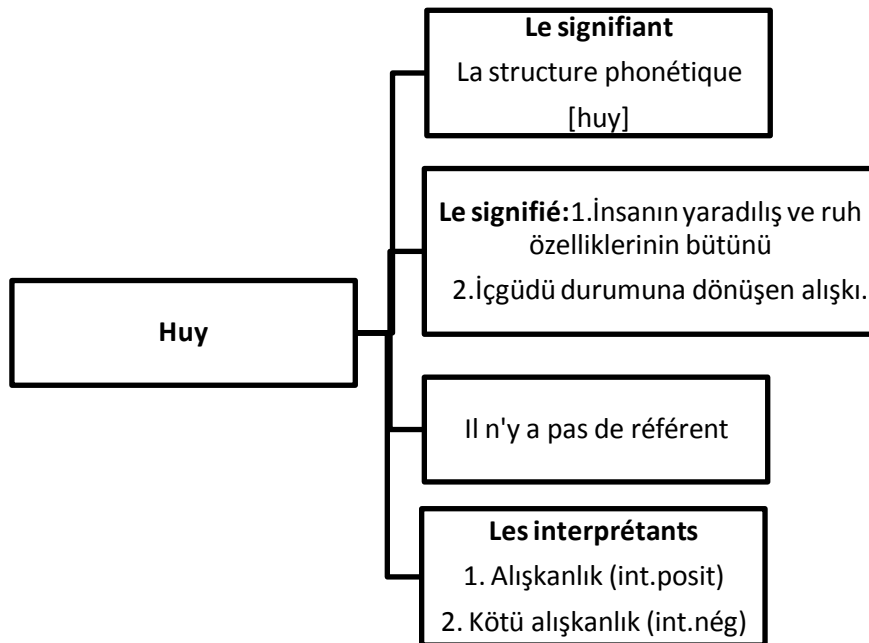 Le signifiant
La structure phonétique
[huy]
Le signifié:1.İnsanın yaradılış ve ruh
özelliklerinin bütünü
2.İçgüdü durumuna dönüşen alışkı.
Huy
Il n'y a pas de référent
Les interprétants
1. Alışkanlık (int.posit)
2. Kötü alışkanlık (int.nég)